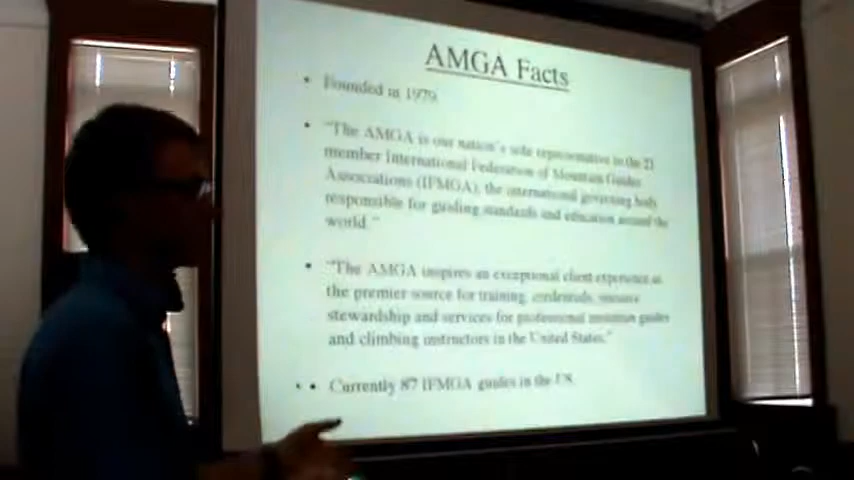 AMGA Facts
• Founded in 1979
• "The AMGA is our nation's sole representative to the 21
member International Federation of Mountain Guides
Associations (IFMGA), the international governing body
responsible for guiding standards and education around the
world."
• "The AMGA inspires an exceptional client experience as
the premier source for training, credentials, resource
stewardship and services for professional mountain guides
and climbing instructors in the United States."
• • Currently 87 IFMGA guides in the US